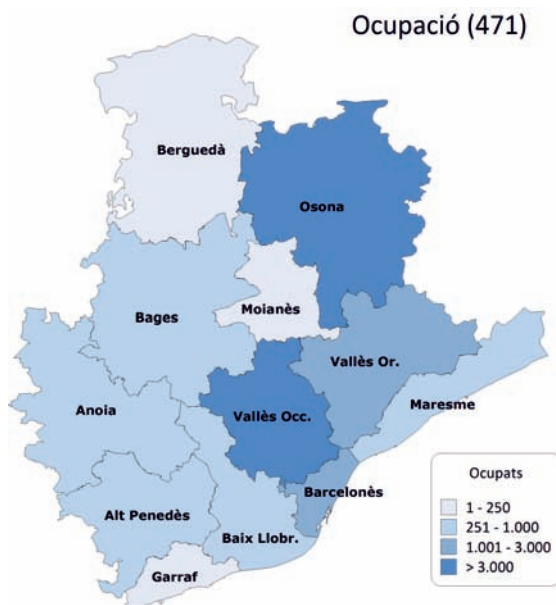 Ocupació (471)
Berguedà
Osona
Bages
Moianès
Vallès Or.
Anoia
Vallès Occ.
Maresme
Alt Penedès
Barcelonès
Baix Llobr.
Garraf
Ocupats
1 - 250
251 - 1.000
1.001 - 3.000
> 3.000